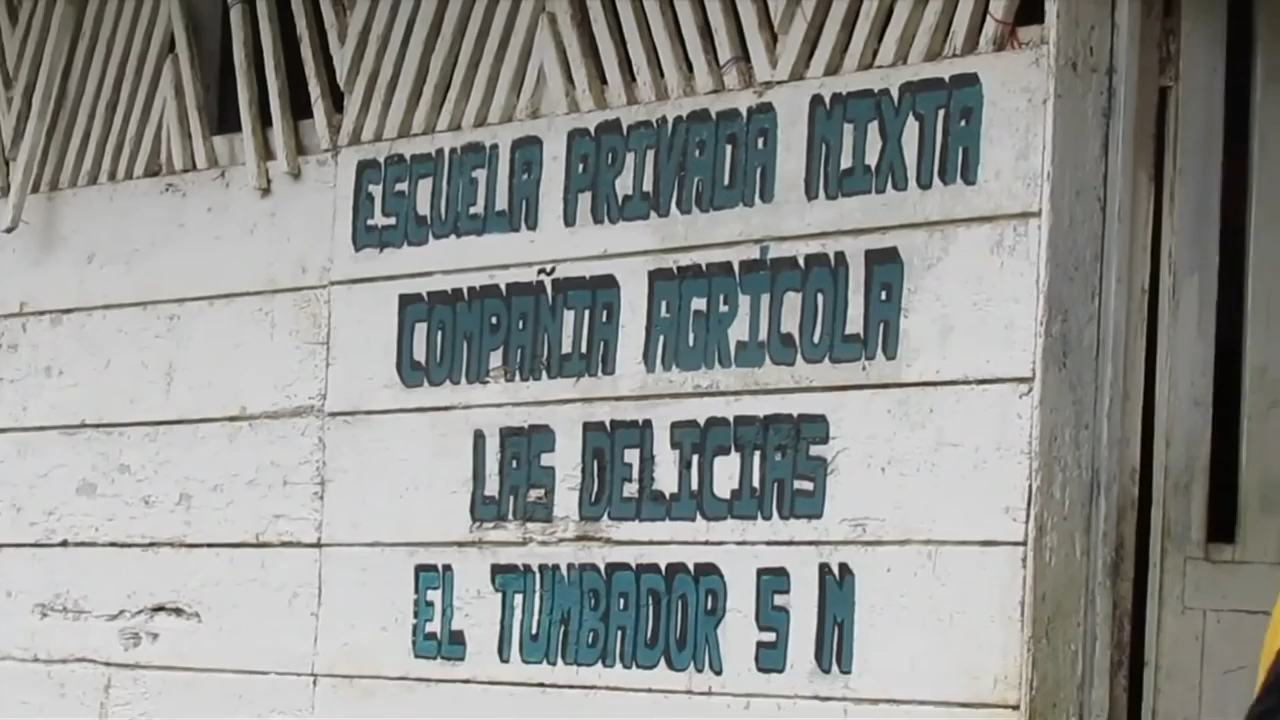 ESCUELA PRIVADA MIXTA
COMPAÑIA AGRÍCOLA
LAS DELICIAS
EL TUMBADOR S M